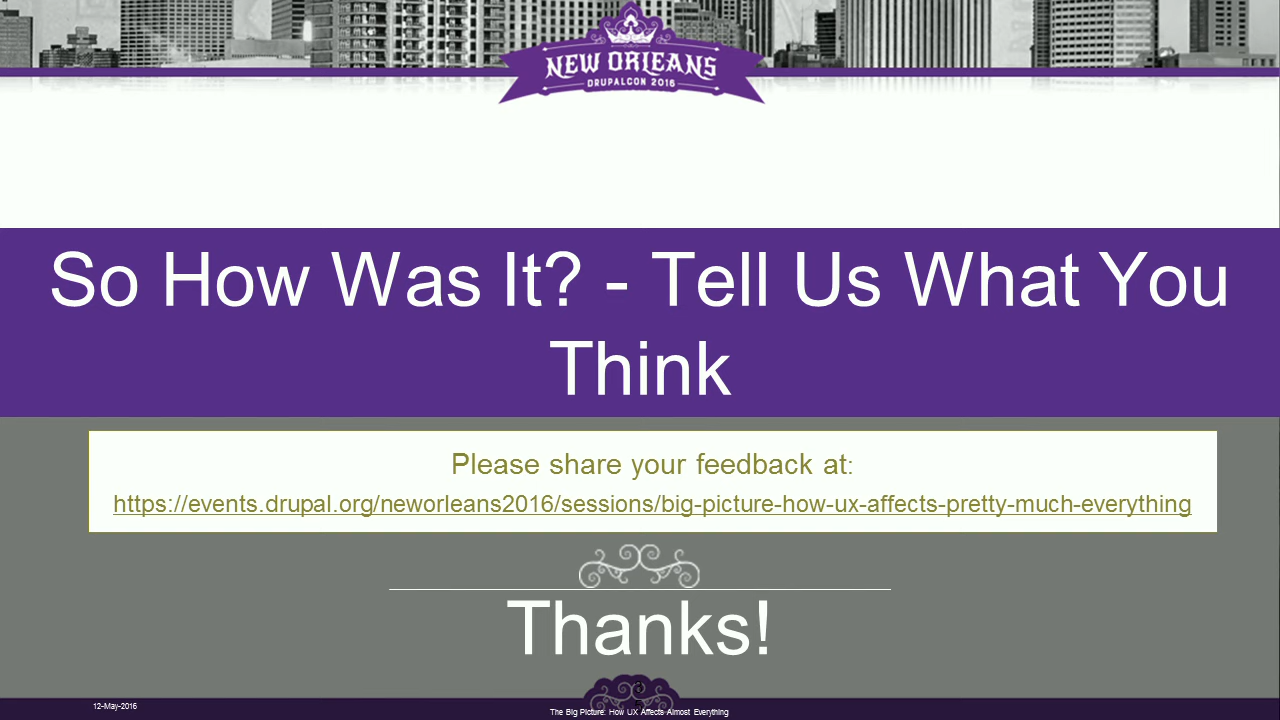 NEW ORLEANS
DRUPALCON 2016
So How Was It? - Tell Us What You
Think
Please share your feedback at:
https://events.drupal.org/neworleans2016/sessions/big-picture-how-ux-affects-pretty-much-everything
Thanks!
12-May-2016
The Big Picture: How UX Affects Almost Everything